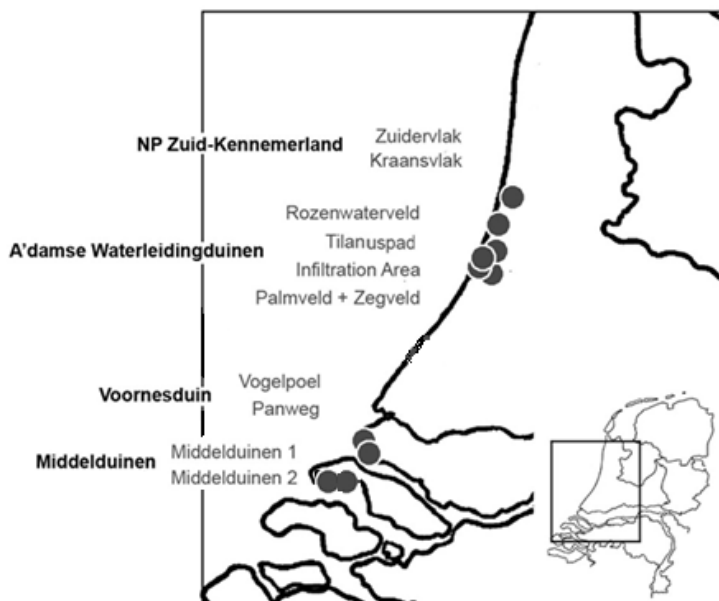 Zuidervlak
NP Zuid-Kennemerland
Kraansvlak
Rozenwaterveld
Tilanuspad
A'damse Waterleidingduinen
Infiltration Area
Palmveld + Zegveld
Vogelpoel
Voornesduin
Panweg
Middelduinen 1
Middelduinen
Middelduinen 2